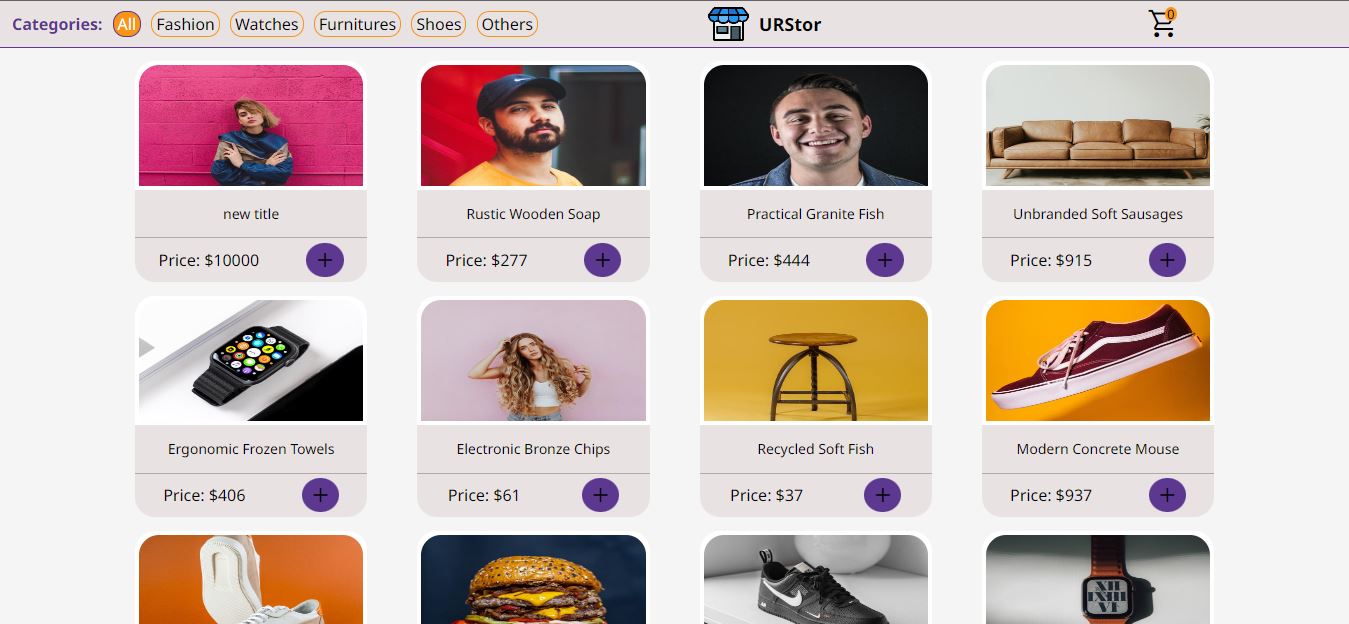 Categories: All Fashion Watches Furnitures Shoes Others URStor 0
new title Rustic Wooden Soap Practical Granite Fish Unbranded Soft Sausages
Price: $10000 + Price: $277 + Price: $444 + Price: $915 +
Ergonomic Frozen Towels Electronic Bronze Chips Recycled Soft Fish Modern Concrete Mouse
Price: $406 + Price: $61 + Price: $37 + Price: $937 +